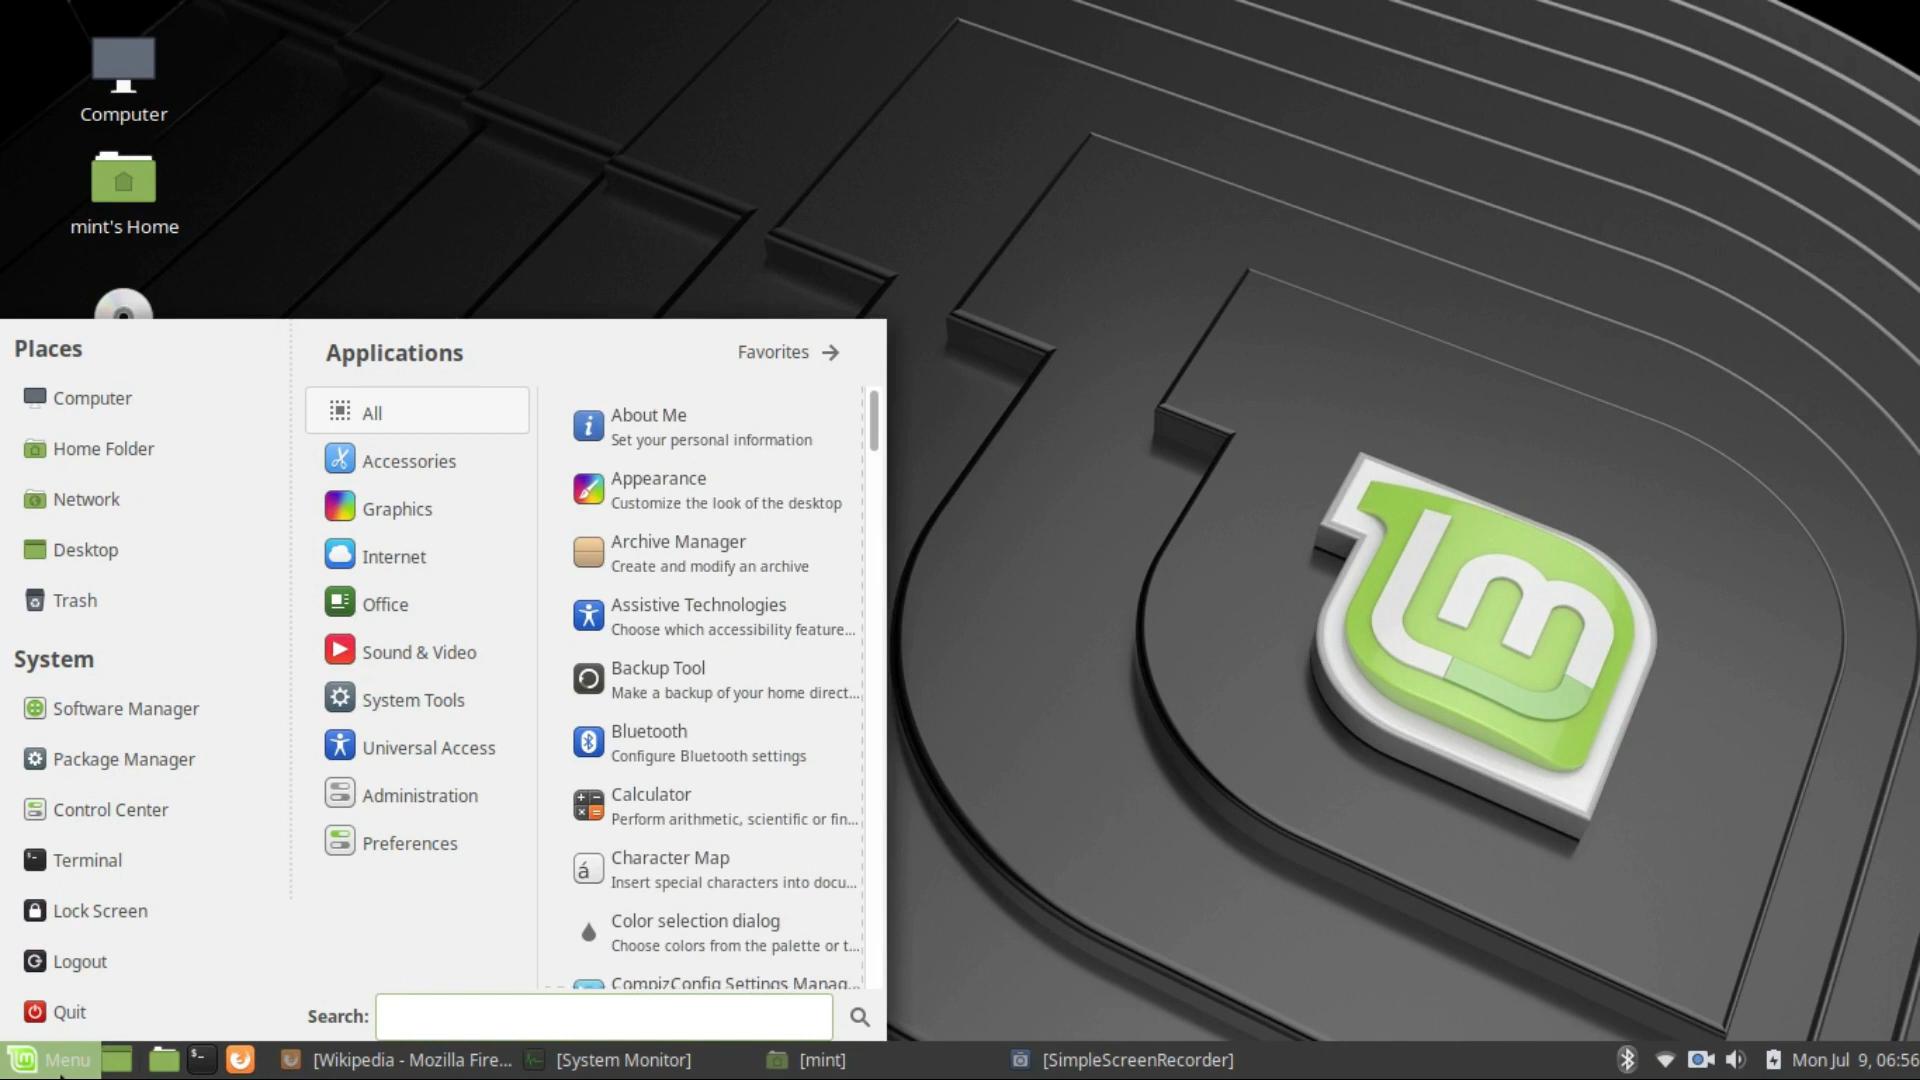 Computer
mint's Home
Places
Computer
Home Folder
Network
Desktop
Trash
System
Software Manager
Package Manager
Control Center
Terminal
Lock Screen
Logout
Quit
Applications
Favorites
All
Accessories
Graphics
Internet
Office
Sound & Video
System Tools
Universal Access
Administration
Preferences
About Me
Set your personal information
Appearance
Customize the look of the desktop
Archive Manager
Create and modify an archive
Assistive Technologies
Choose which accessibility feature...
Backup Tool
Make a backup of your home direct...
Bluetooth
Configure Bluetooth settings
Calculator
Perform arithmetic, scientific or fin...
Character Map
Insert special characters into docu...
Color selection dialog
Choose colors from the palette or t...
CompizConfig Settings Manag...
Search:
Menu
[Wikipedia - Mozilla Fire...
[System Monitor]
[mint]
[SimpleScreenRecorder]
Mon Jul 9, 06:56